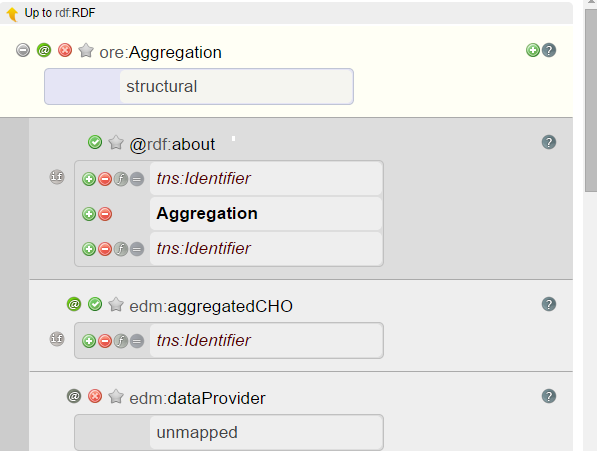 Up to rdf:RDF
@ ore:Aggregation ?
structural
@rdf:about ?
if f = tns:Identifier
Aggregation
f = tns:Identifier
@ edm:aggregatedCHO ?
if f = tns:Identifier
@ edm:dataProvider ?
unmapped